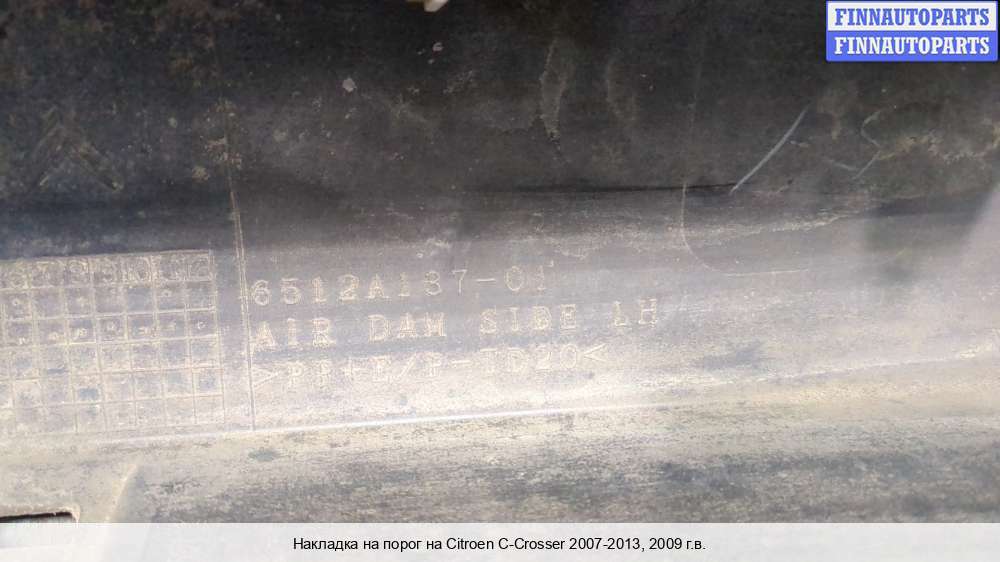 FINNAUTOPARTS
FINNAUTOPARTS
6512A187-01
AIR DAM SIDE LH
>PP+E/P-TD20<
Накладка на порог на Citroen C-Crosser 2007-2013, 2009 г.в.